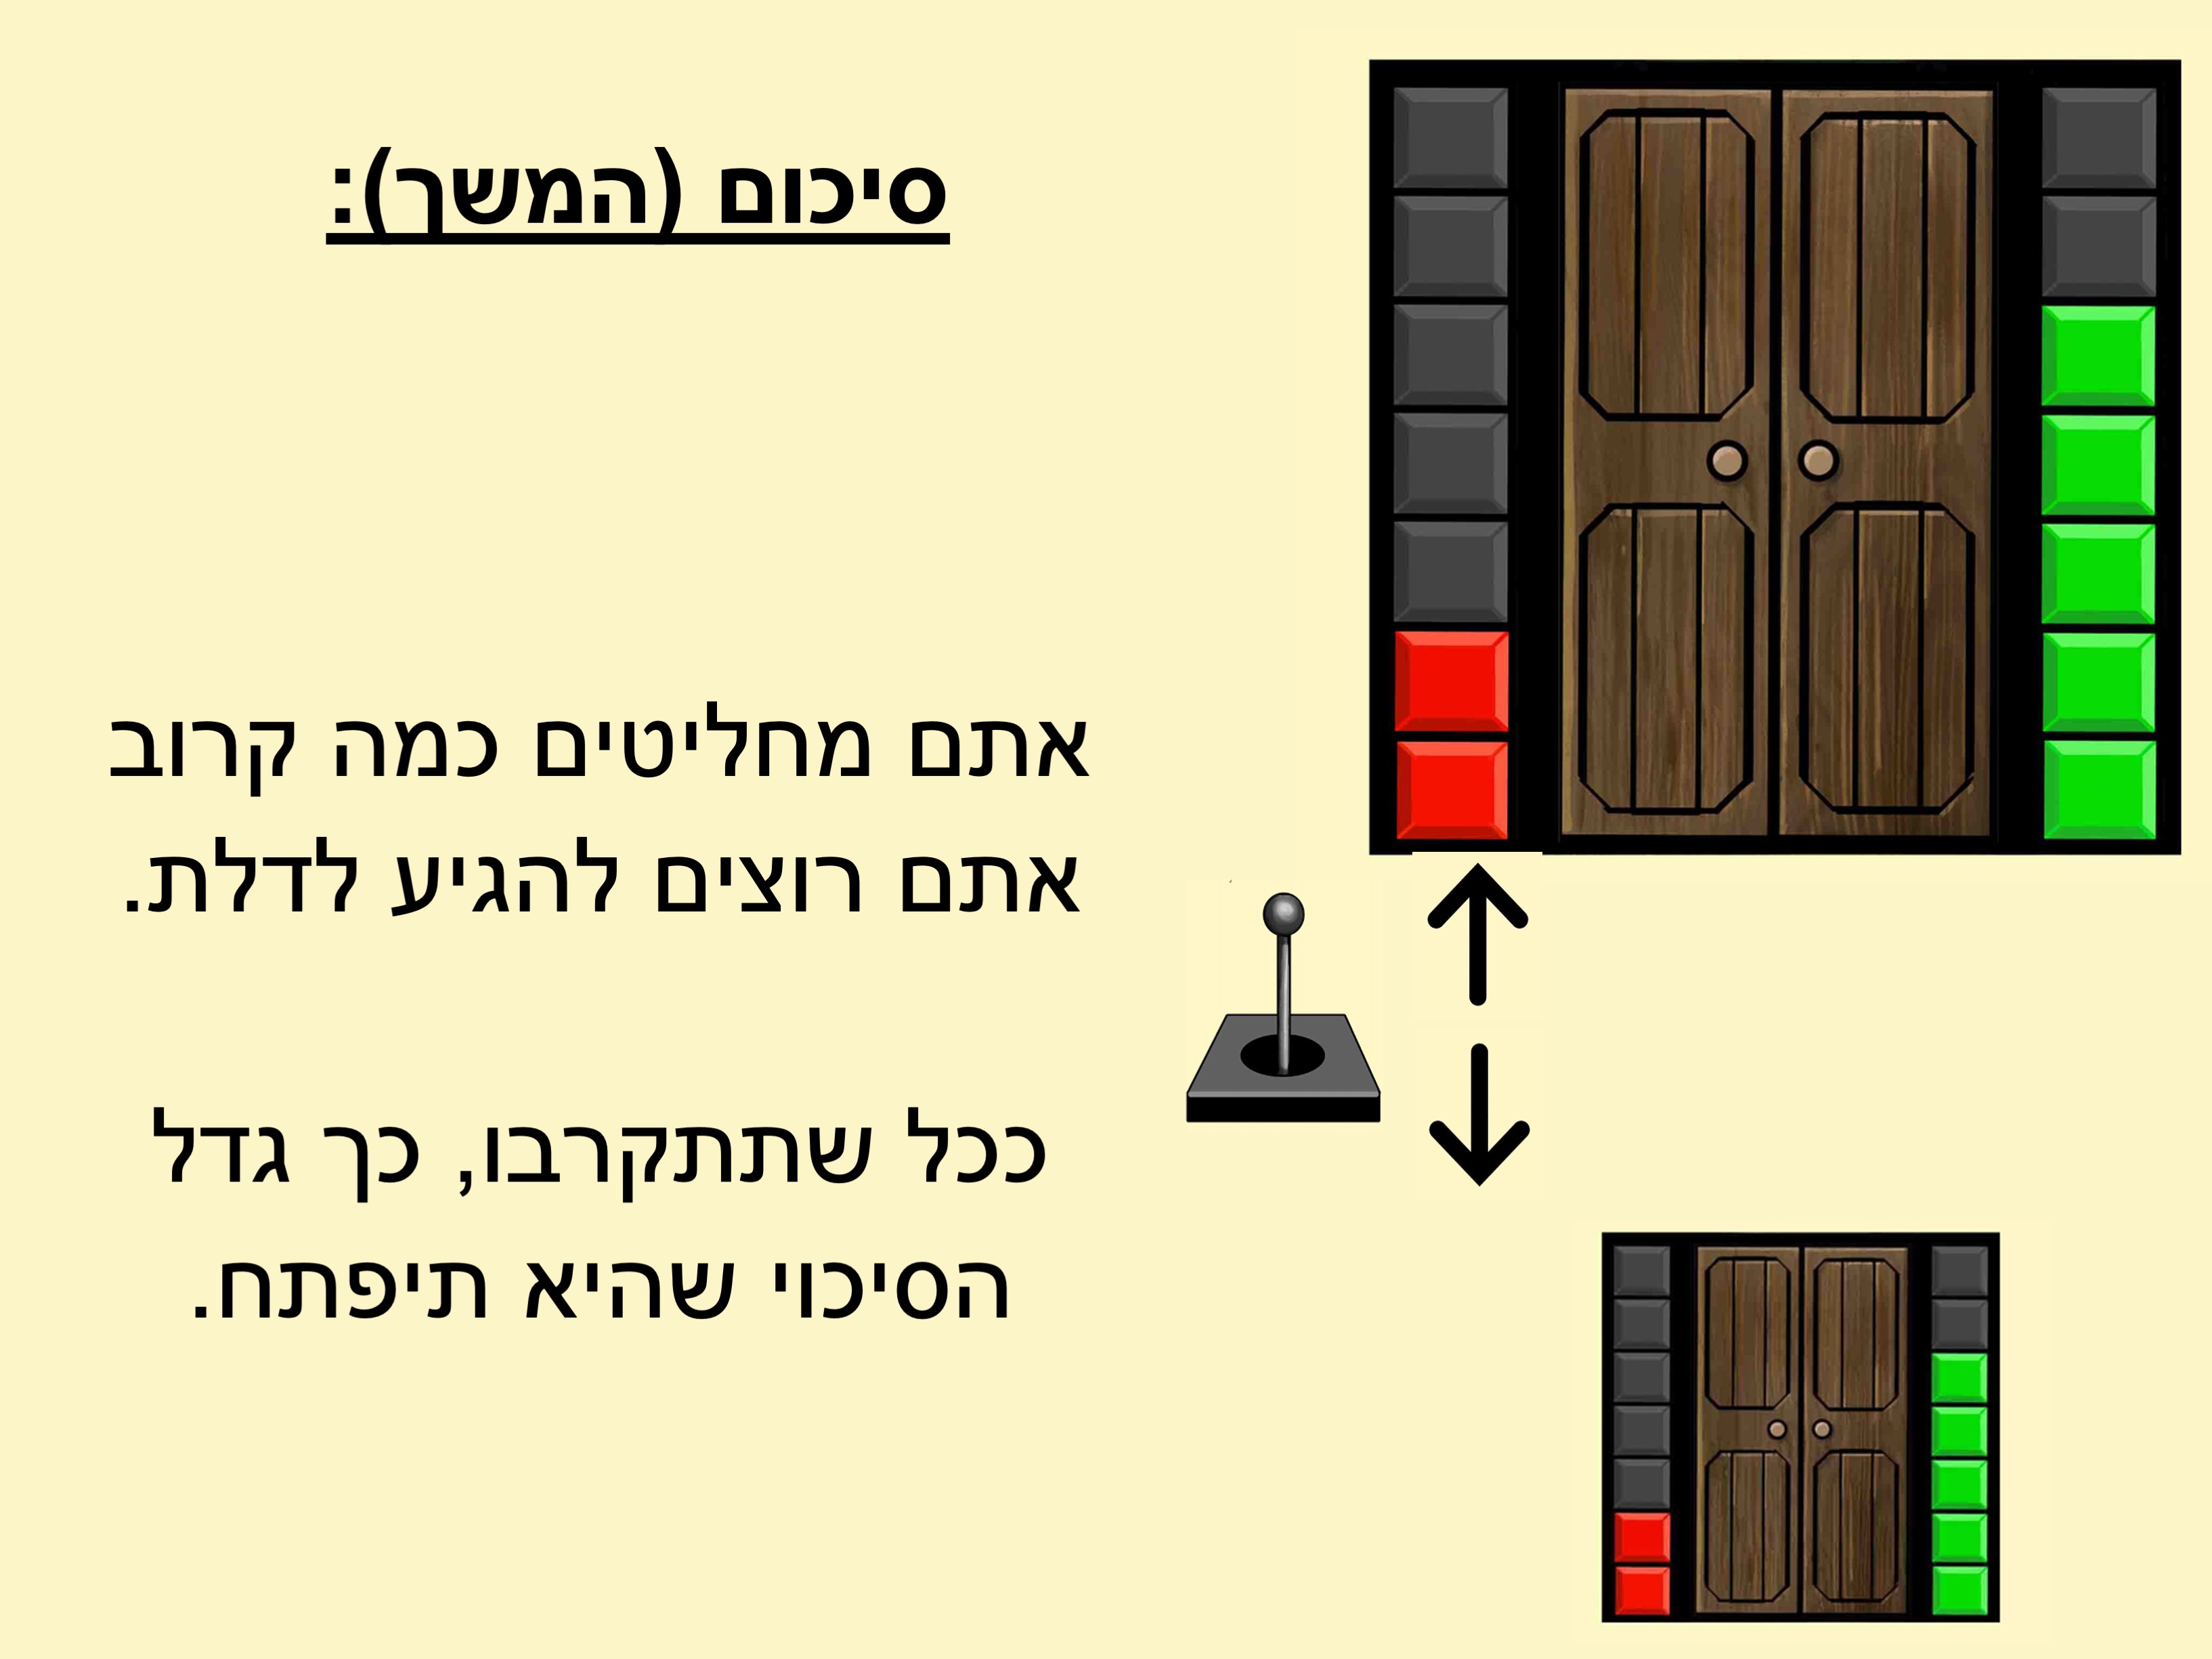 סיכום (המשך):
אתם מחליטים כמה קרוב
אתם רוצים להגיע לדלת.
ככל שתתקרבו, כך גדל
הסיכוי שהיא תיפתח.